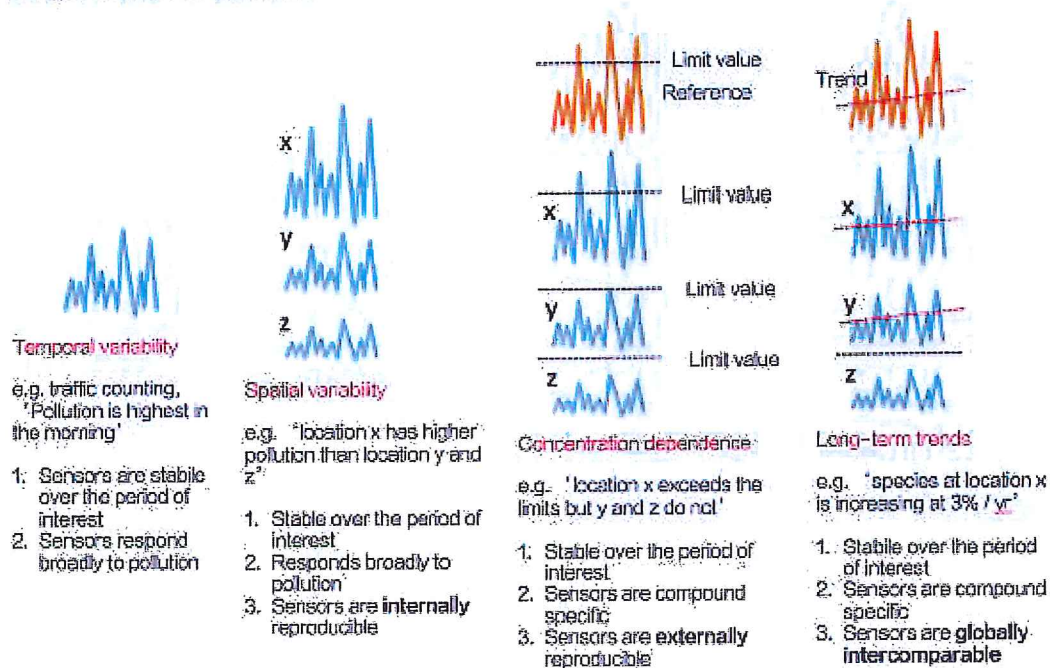 Temporal variability
e.g. traffic counting,
'Pollution is highest in
the morning'
1. Sensors are stabile
over the period of
interest
2. Sensors respond
broadly to pollution
x
y
z
Spatial variability
e.g. "location x has higher
pollution than location y and
z"
1. Stable over the period of
interest
2. Responds broadly to
pollution
3. Sensors are internally
reproducible
Limit value
Reference
Limit value
x
Limit value
y
Limit value
z
Concentration dependence
e.g. 'location x exceeds the
limits but y and z do not'
1. Stable over the period of
interest
2. Sensors are compound
specific
3. Sensors are externally
reproducible
Trend
x
y
z
Long-term trends
e.g. "species at location x
is increasing at 3% / yr"
1. Stabile over the period
of interest
2. Sensors are compound
specific
3. Sensors are globally
intercomparable